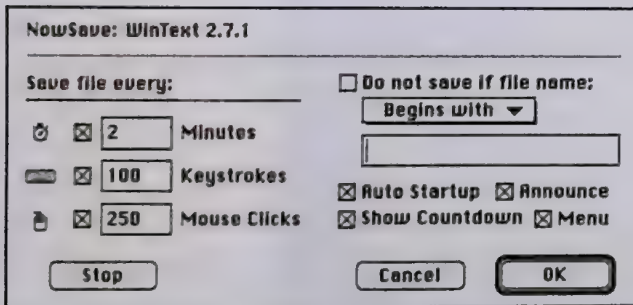 NowSave: WinText 2.7.1
Save file every:
2 Minutes
100 Keystrokes
250 Mouse Clicks
Do not save if file name:
Begins with
Auto Startup Announce
Show Countdown Menu
Stop Cancel OK